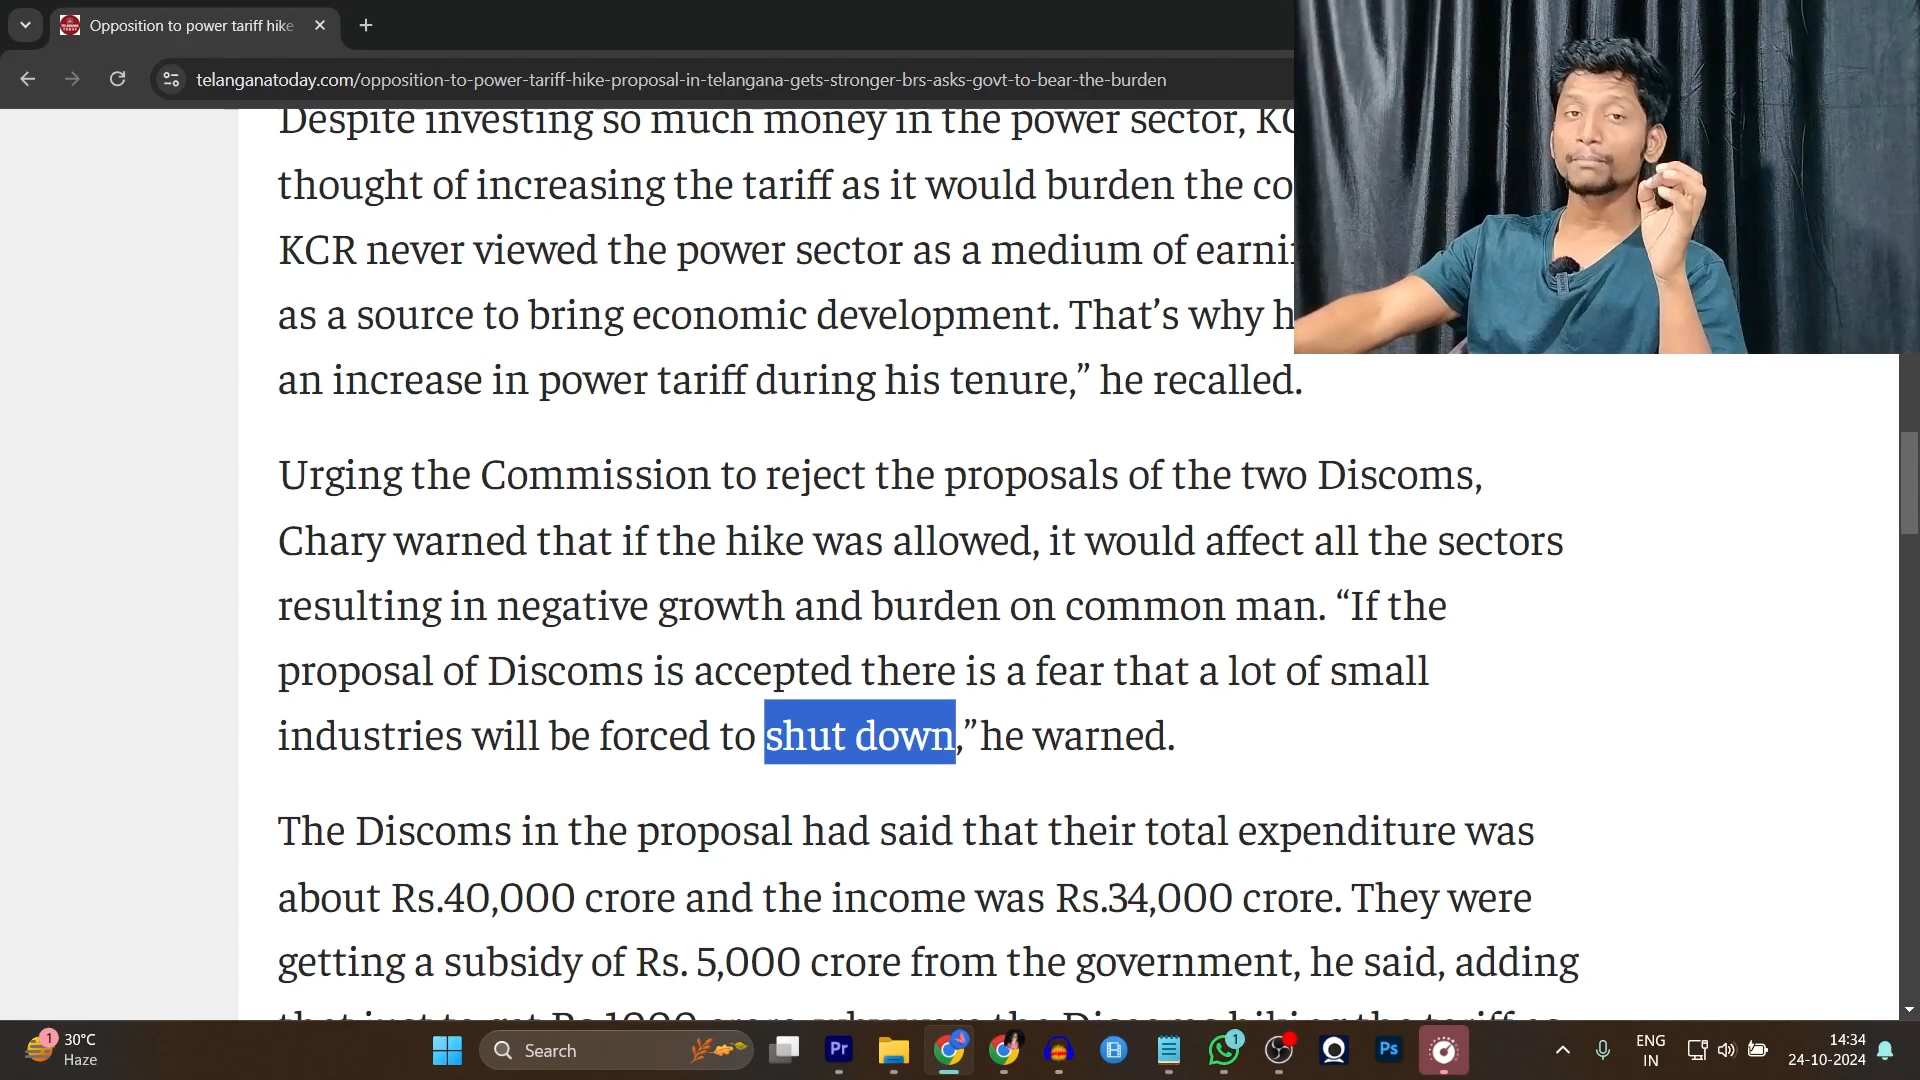 Opposition to power tariff hike
telanganatoday.com/opposition-to-power-tariff-hike-proposal-in-telangana-gets-stronger-brs-asks-govt-to-bear-the-burden
Despite investing so much money in the power sector,
thought of increasing the tariff as it would burden the
KCR never viewed the power sector as a medium of
as a source to bring economic development. That’s why
an increase in power tariff during his tenure,” he recalled.
Urging the Commission to reject the proposals of the two Discoms,
Chary warned that if the hike was allowed, it would affect all the sectors
resulting in negative growth and burden on common man. “If the
proposal of Discoms is accepted there is a fear that a lot of small
industries will be forced to shut down,”he warned.
The Discoms in the proposal had said that their total expenditure was
about Rs.40,000 crore and the income was Rs.34,000 crore. They were
getting a subsidy of Rs. 5,000 crore from the government, he said, adding
1
30°C
Haze
Search
Pr
1
Ps
ENG
IN
14:34
24-10-2024